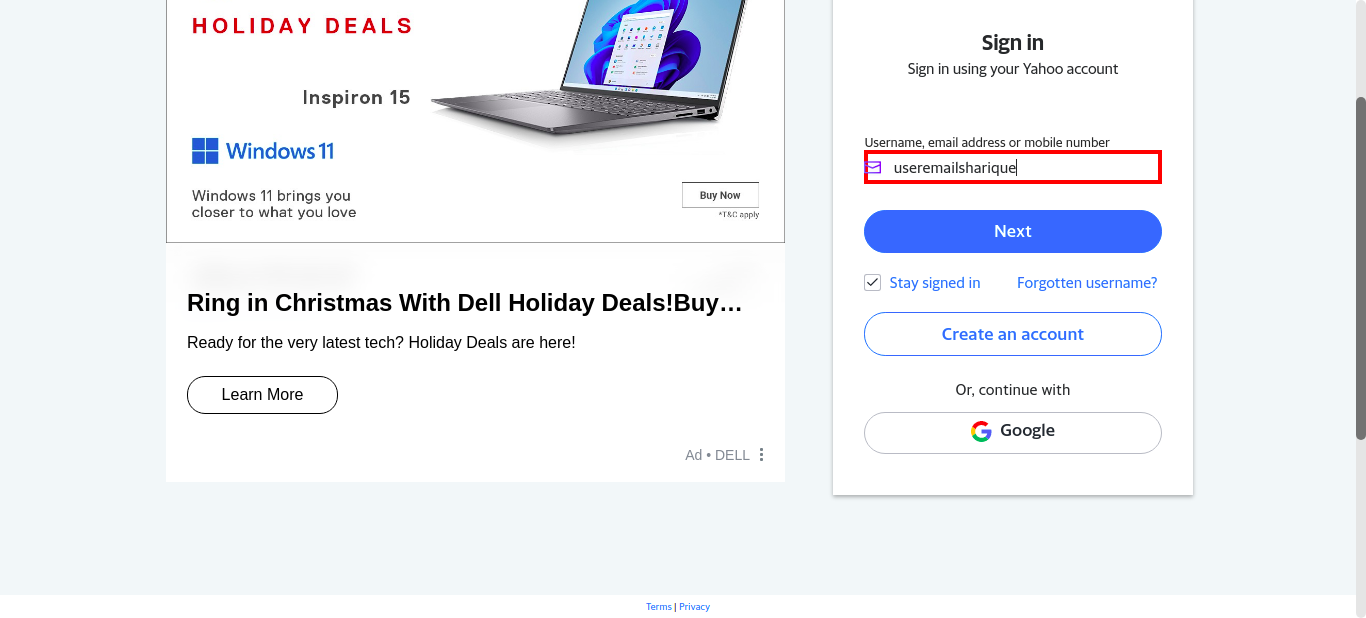 HOLIDAY DEALS
Inspiron 15
Windows 11
Windows 11 brings you
closer to what you love
Buy Now
*T&C apply
Ring in Christmas With Dell Holiday Deals!Buy…
Ready for the very latest tech? Holiday Deals are here!
Learn More
Ad • DELL
Sign in
Sign in using your Yahoo account
Username, email address or mobile number
useremailsharique
Next
Stay signed in
Forgotten username?
Create an account
Or, continue with
Google
Terms | Privacy